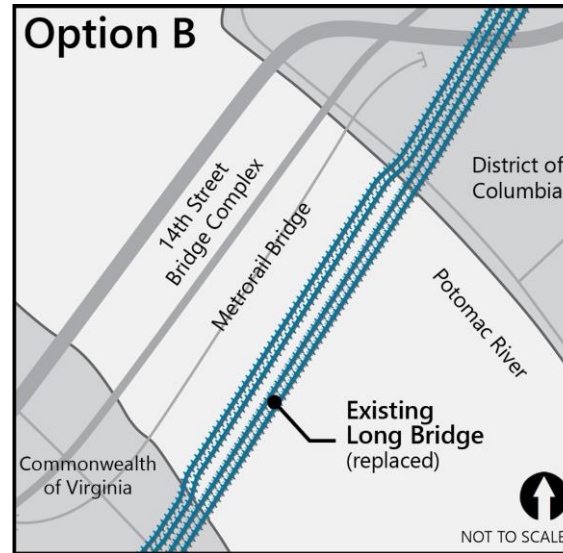 Option B
14th Street
Bridge Complex
Metrorail Bridge
District of
Columbia
Potomac River
Existing
Long Bridge
(replaced)
Commonwealth
of Virginia
NOT TO SCALE